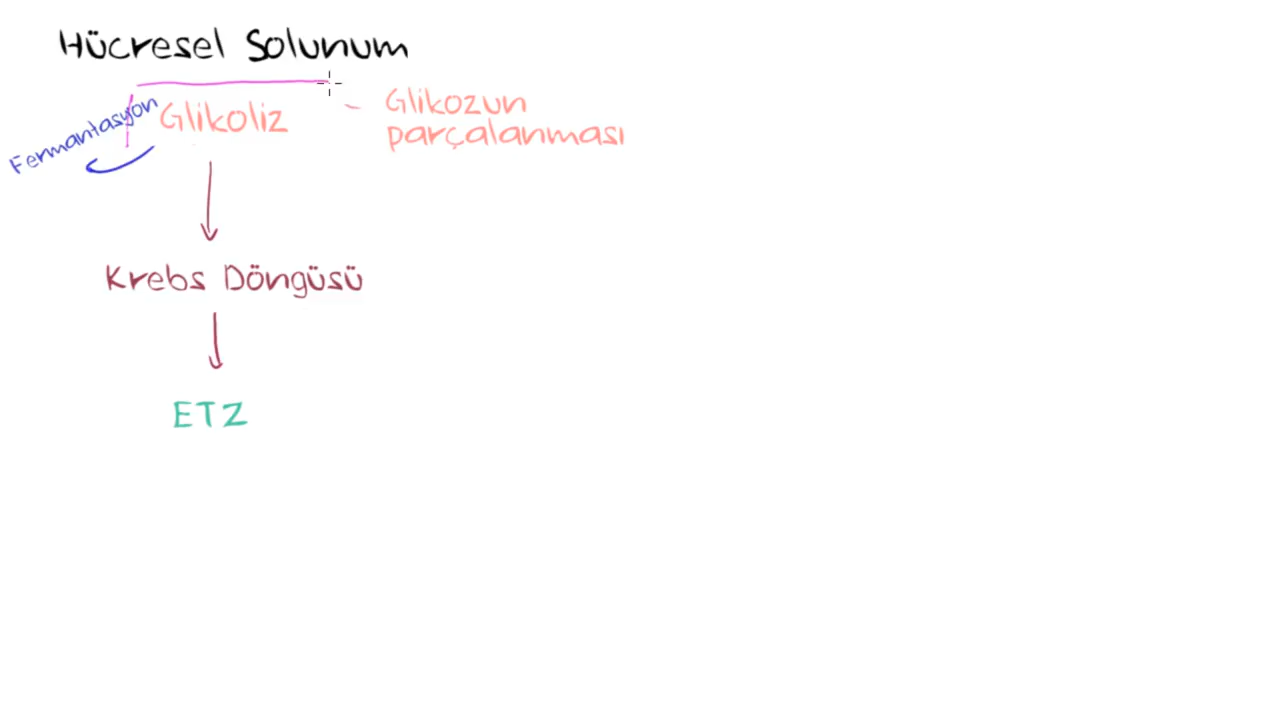 Hücresel Solunum
Fermantasyon
Glikoliz - Glikozun
parçalanması
Krebs Döngüsü
ETZ